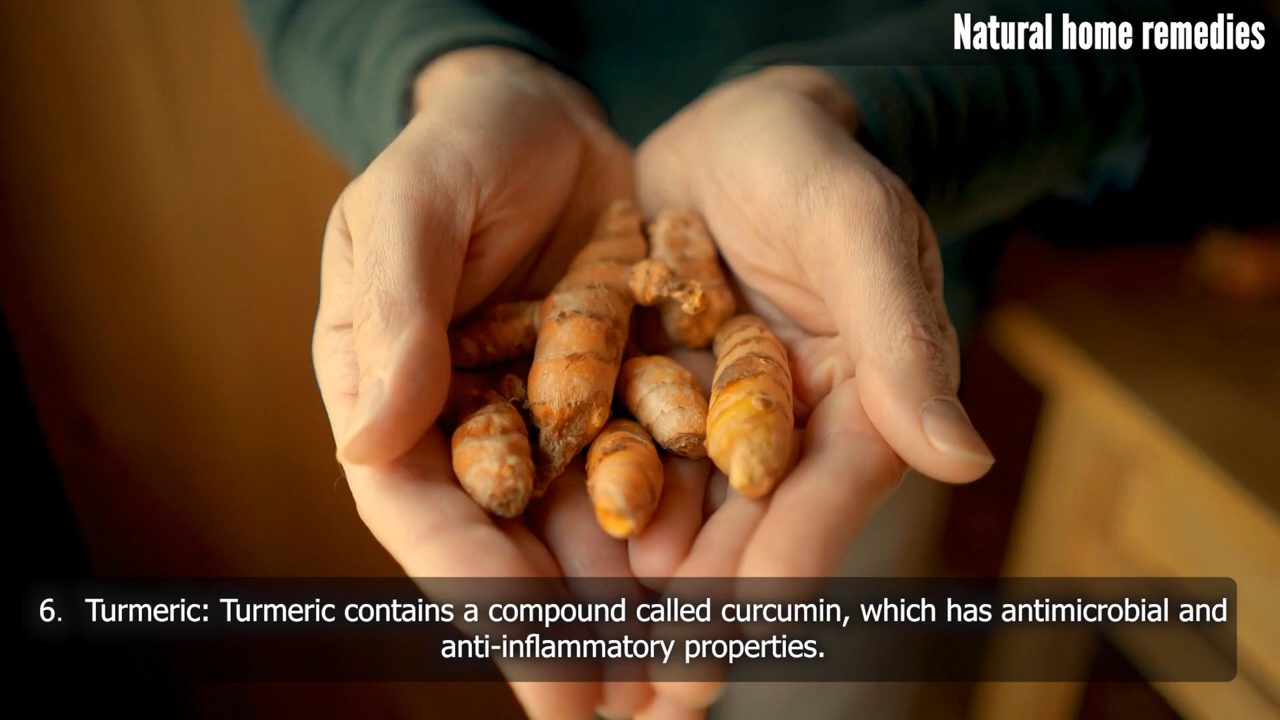 Natural home remedies
6. Turmeric: Turmeric contains a compound called curcumin, which has antimicrobial and
anti-inflammatory properties.